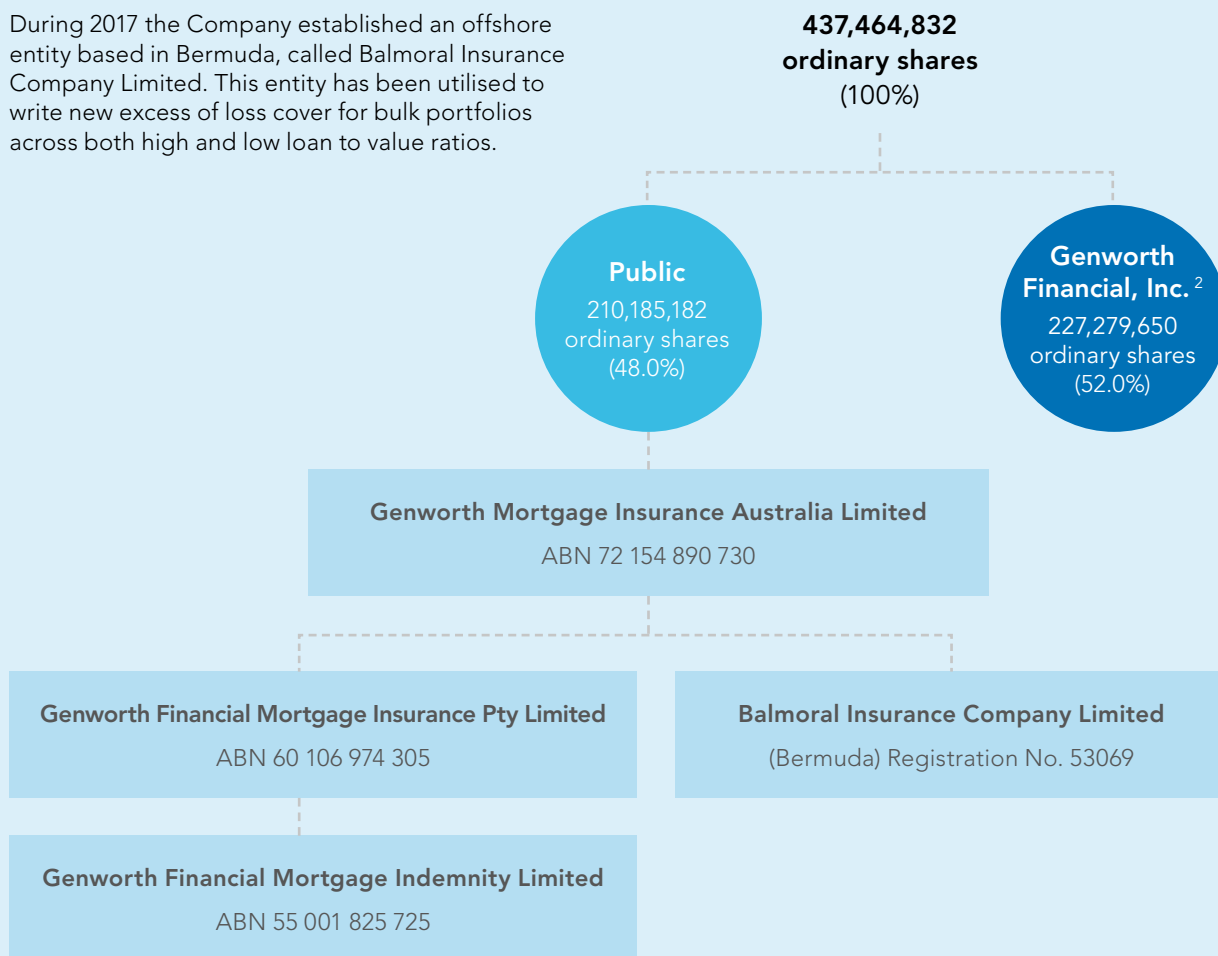 During 2017 the Company established an offshore
entity based in Bermuda, called Balmoral Insurance
Company Limited. This entity has been utilised to
write new excess of loss cover for bulk portfolios
across both high and low loan to value ratios.
437,464,832
ordinary shares
(100%)
Public
210,185,182
ordinary shares
(48.0%)
Genworth
Financial, Inc. 2
227,279,650
ordinary shares
(52.0%)
Genworth Mortgage Insurance Australia Limited
ABN 72 154 890 730
Genworth Financial Mortgage Insurance Pty Limited
ABN 60 106 974 305
Balmoral Insurance Company Limited
(Bermuda) Registration No. 53069
Genworth Financial Mortgage Indemnity Limited
ABN 55 001 825 725